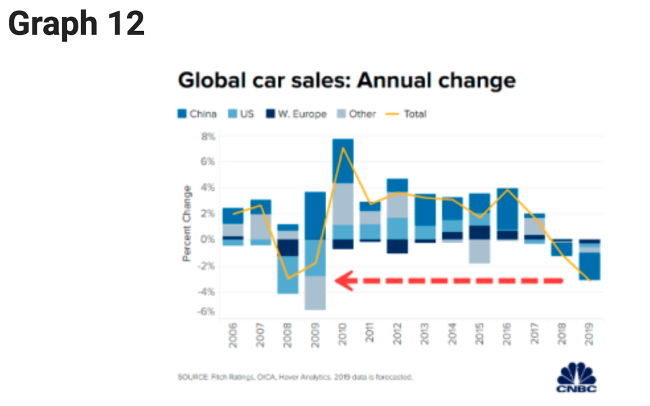 Graph 12
Global car sales: Annual change
China US W. Europe Other Total
8%
6%
4%
2%
0%
-2%
-4%
-6%
Percent Change
2006 2007 2008 2009 2010 2011 2012 2013 2014 2015 2016 2017 2018 2019
SOURCE: Fitch Ratings, OICA, Haver Analytics. 2019 data is forecasted.
CNBC